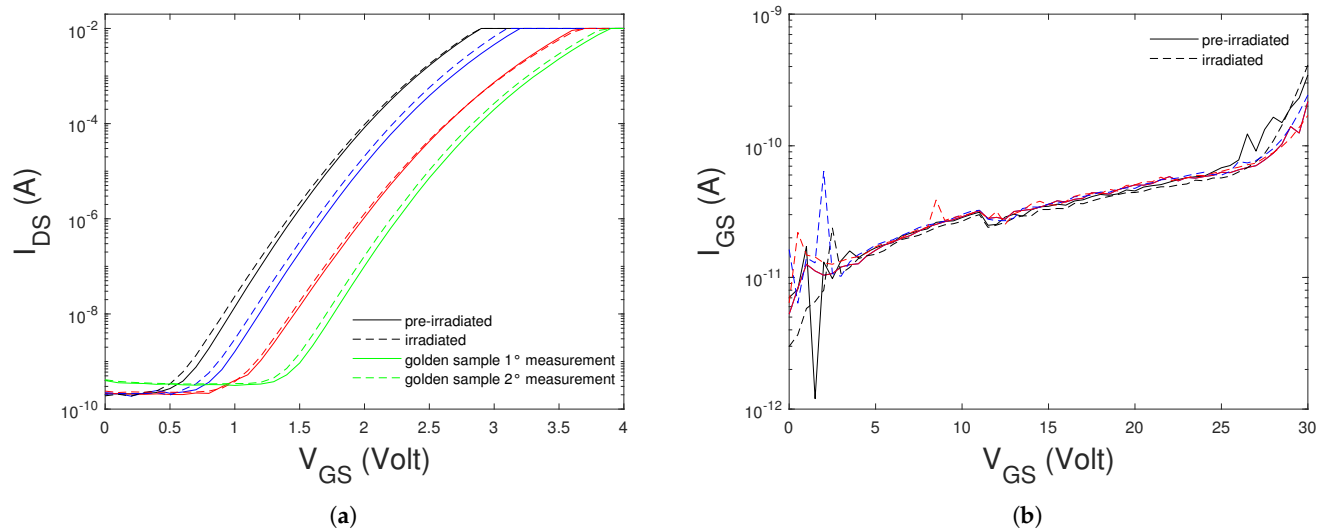 10⁻²
10⁻⁴
10⁻⁶
10⁻⁸
10⁻¹⁰
I_DS (A)
0 0.5 1 1.5 2 2.5 3 3.5 4
V_GS (Volt)
pre-irradiated
irradiated
golden sample 1° measurement
golden sample 2° measurement
(a)
10⁻⁹
10⁻¹⁰
10⁻¹¹
10⁻¹²
I_GS (A)
0 5 10 15 20 25 30
V_GS (Volt)
pre-irradiated
irradiated
(b)